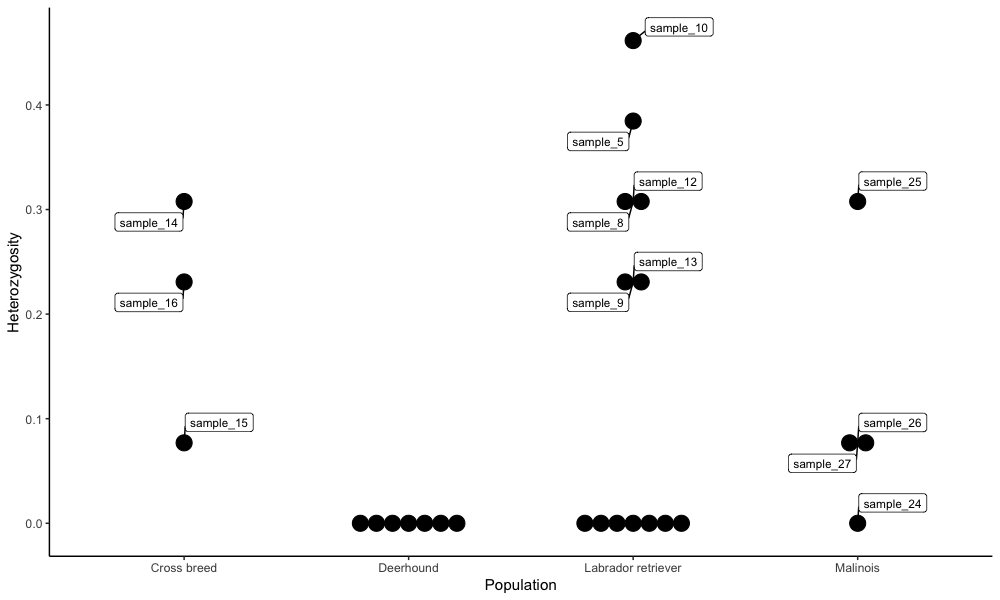 sample_10
0.4
sample_5
sample_12
sample_25
0.3
sample_14
sample_8
sample_13
sample_16
sample_9
0.2
Heterozygosity
0.1
sample_15
sample_26
sample_27
sample_24
0.0
Cross breed
Deerhound
Labrador retriever
Malinois
Population